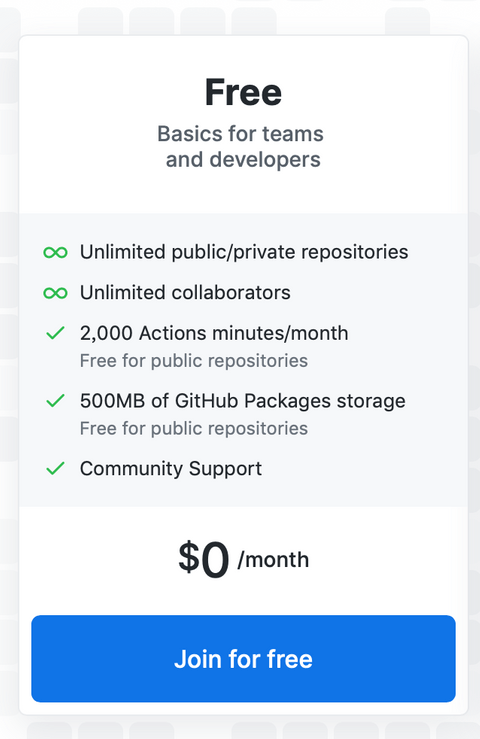 Free
Basics for teams
and developers
Unlimited public/private repositories
Unlimited collaborators
2,000 Actions minutes/month
Free for public repositories
500MB of GitHub Packages storage
Free for public repositories
Community Support
$0 /month
Join for free